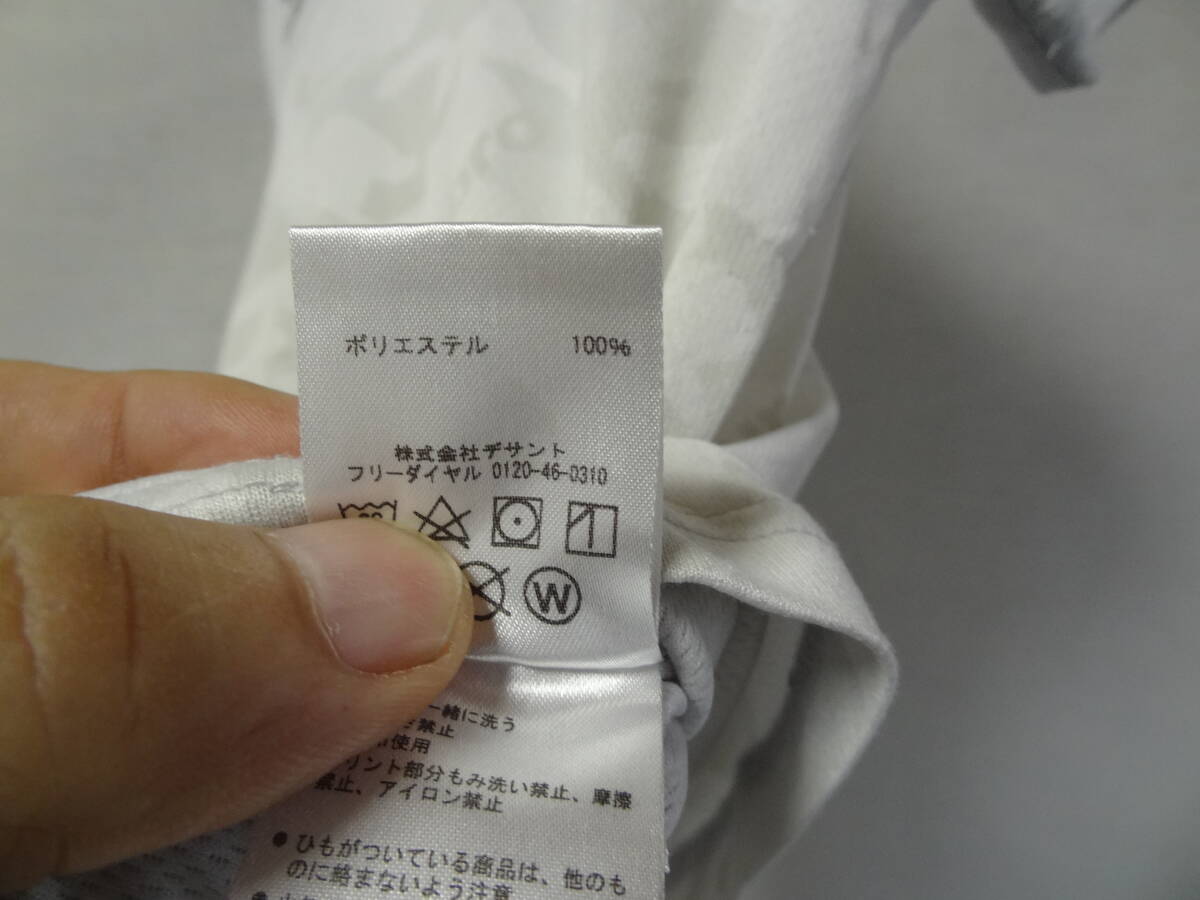 ポリエステル 100%
株式会社デサント
フリーダイヤル 0120-46-0310
W
一緒に洗う
禁止
使用
リント部分もみ洗い禁止、摩擦
禁止、アイロン禁止
● ひもがついている商品は、他のも
のに絡まないよう注意